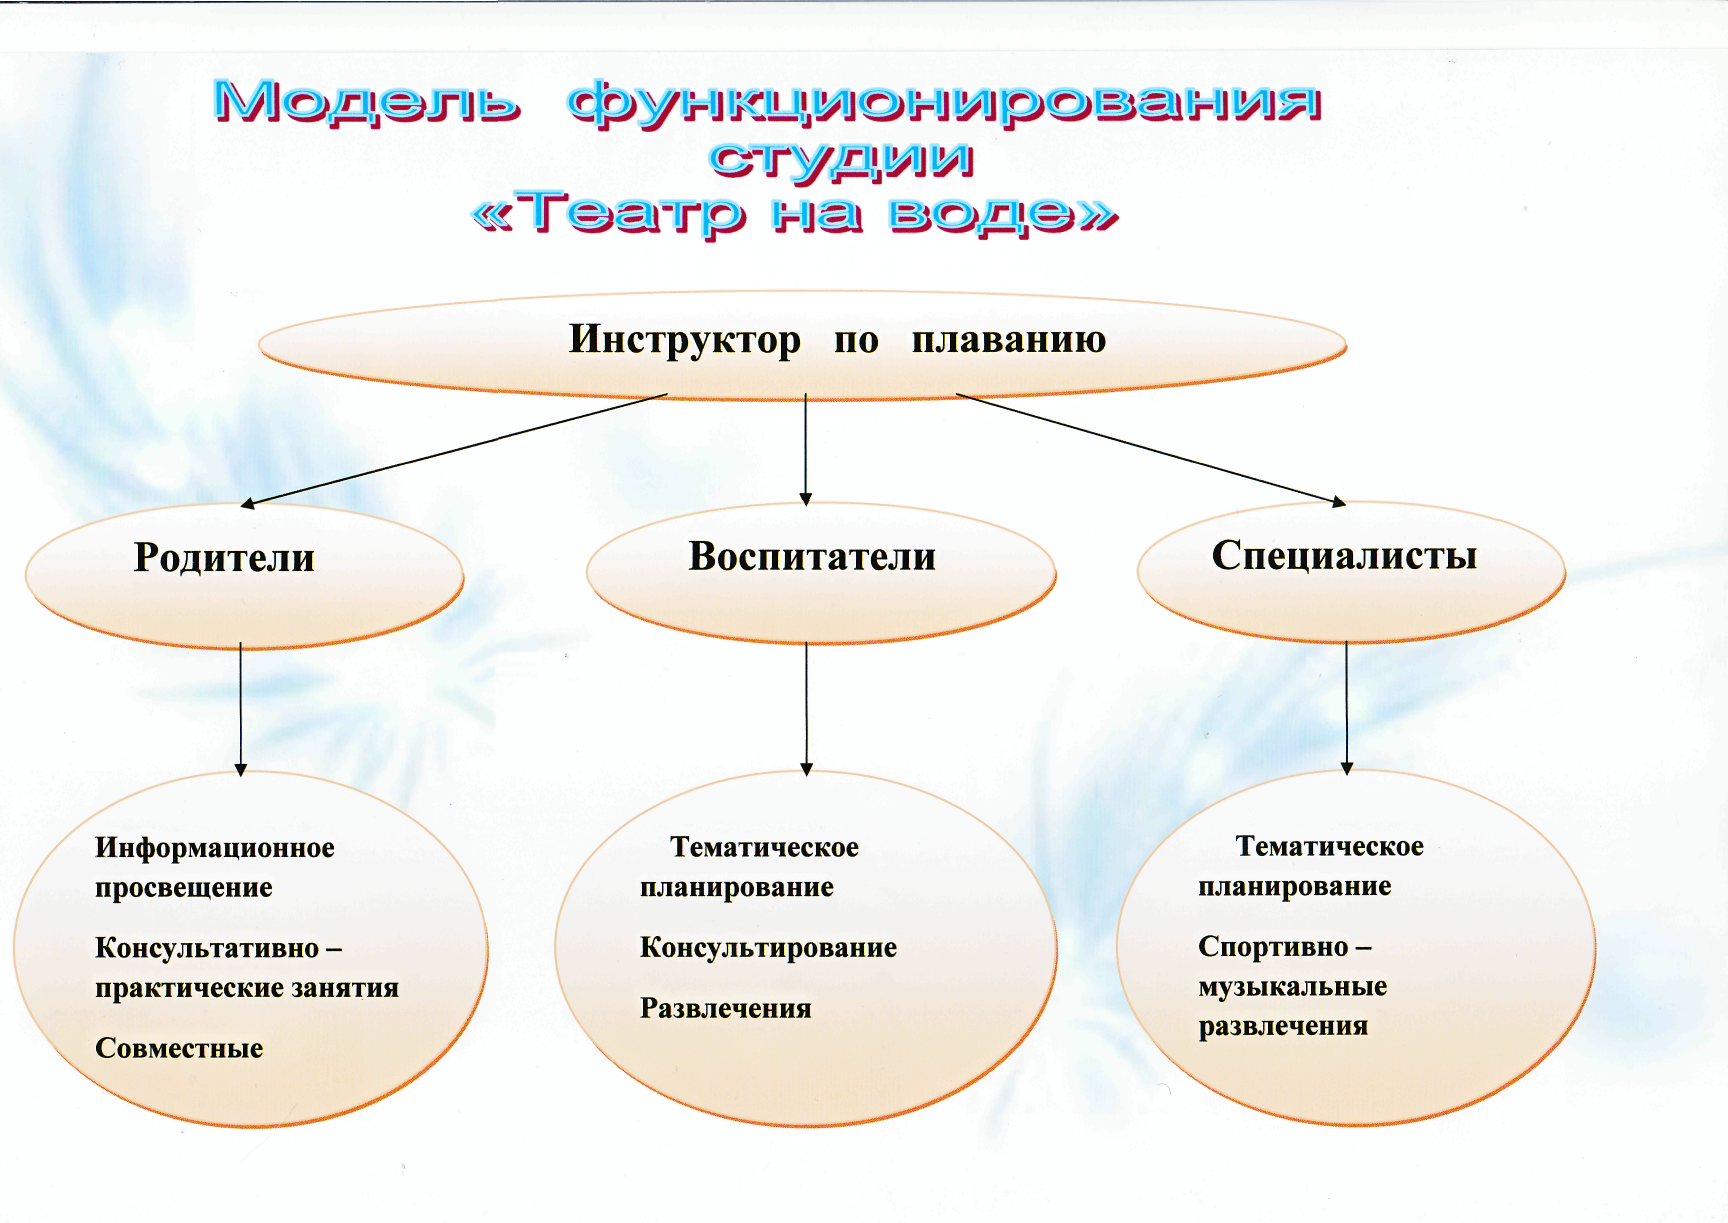 Модель функционирования
студии
«Театр на воде»
Инструктор по плаванию
Родители
Воспитатели
Специалисты
Информационное
просвещение
Консультативно –
практические занятия
Совместные
Тематическое
планирование
Консультирование
Развлечения
Тематическое
планирование
Спортивно –
музыкальные
развлечения